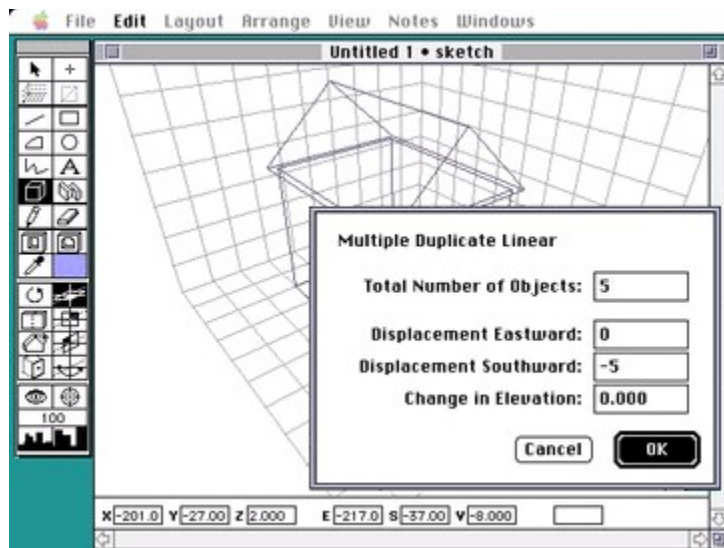 File Edit Layout Arrange View Notes Windows
Untitled 1 • sketch
A
100
Multiple Duplicate Linear
Total Number of Objects: 5
Displacement Eastward: 0
Displacement Southward: -5
Change in Elevation: 0.000
Cancel OK
X -201.0 Y -27.00 Z 2.000 E -217.0 S -37.00 V -8.000